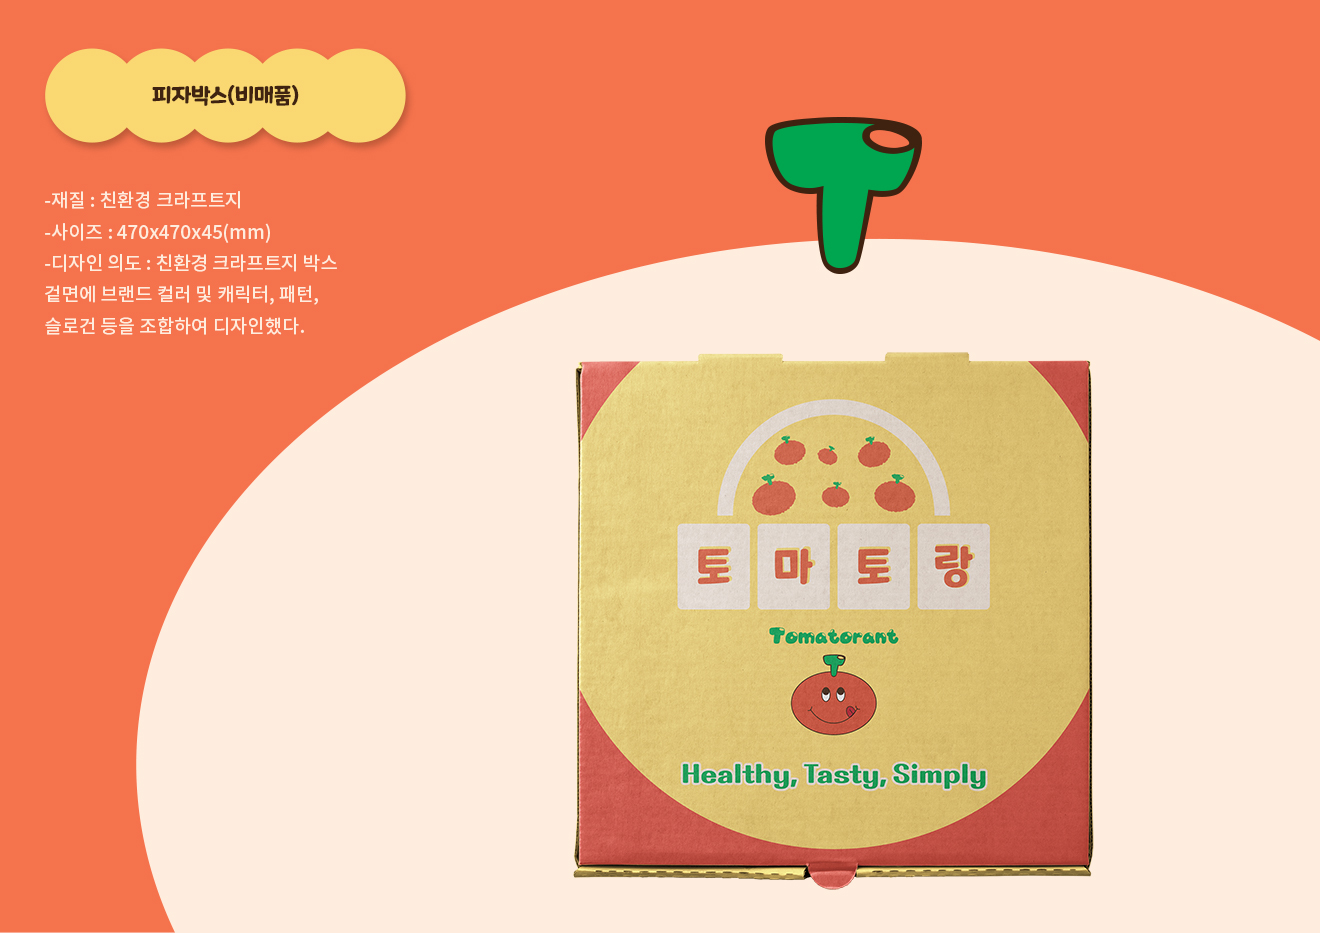 피자박스(비매품)
-재질 : 친환경 크라프트지
-사이즈 : 470x470x45(mm)
-디자인 의도 : 친환경 크라프트지 박스
겉면에 브랜드 컬러 및 캐릭터, 패턴,
슬로건 등을 조합하여 디자인했다.
토마토랑
Tomatorant
Healthy, Tasty, Simply